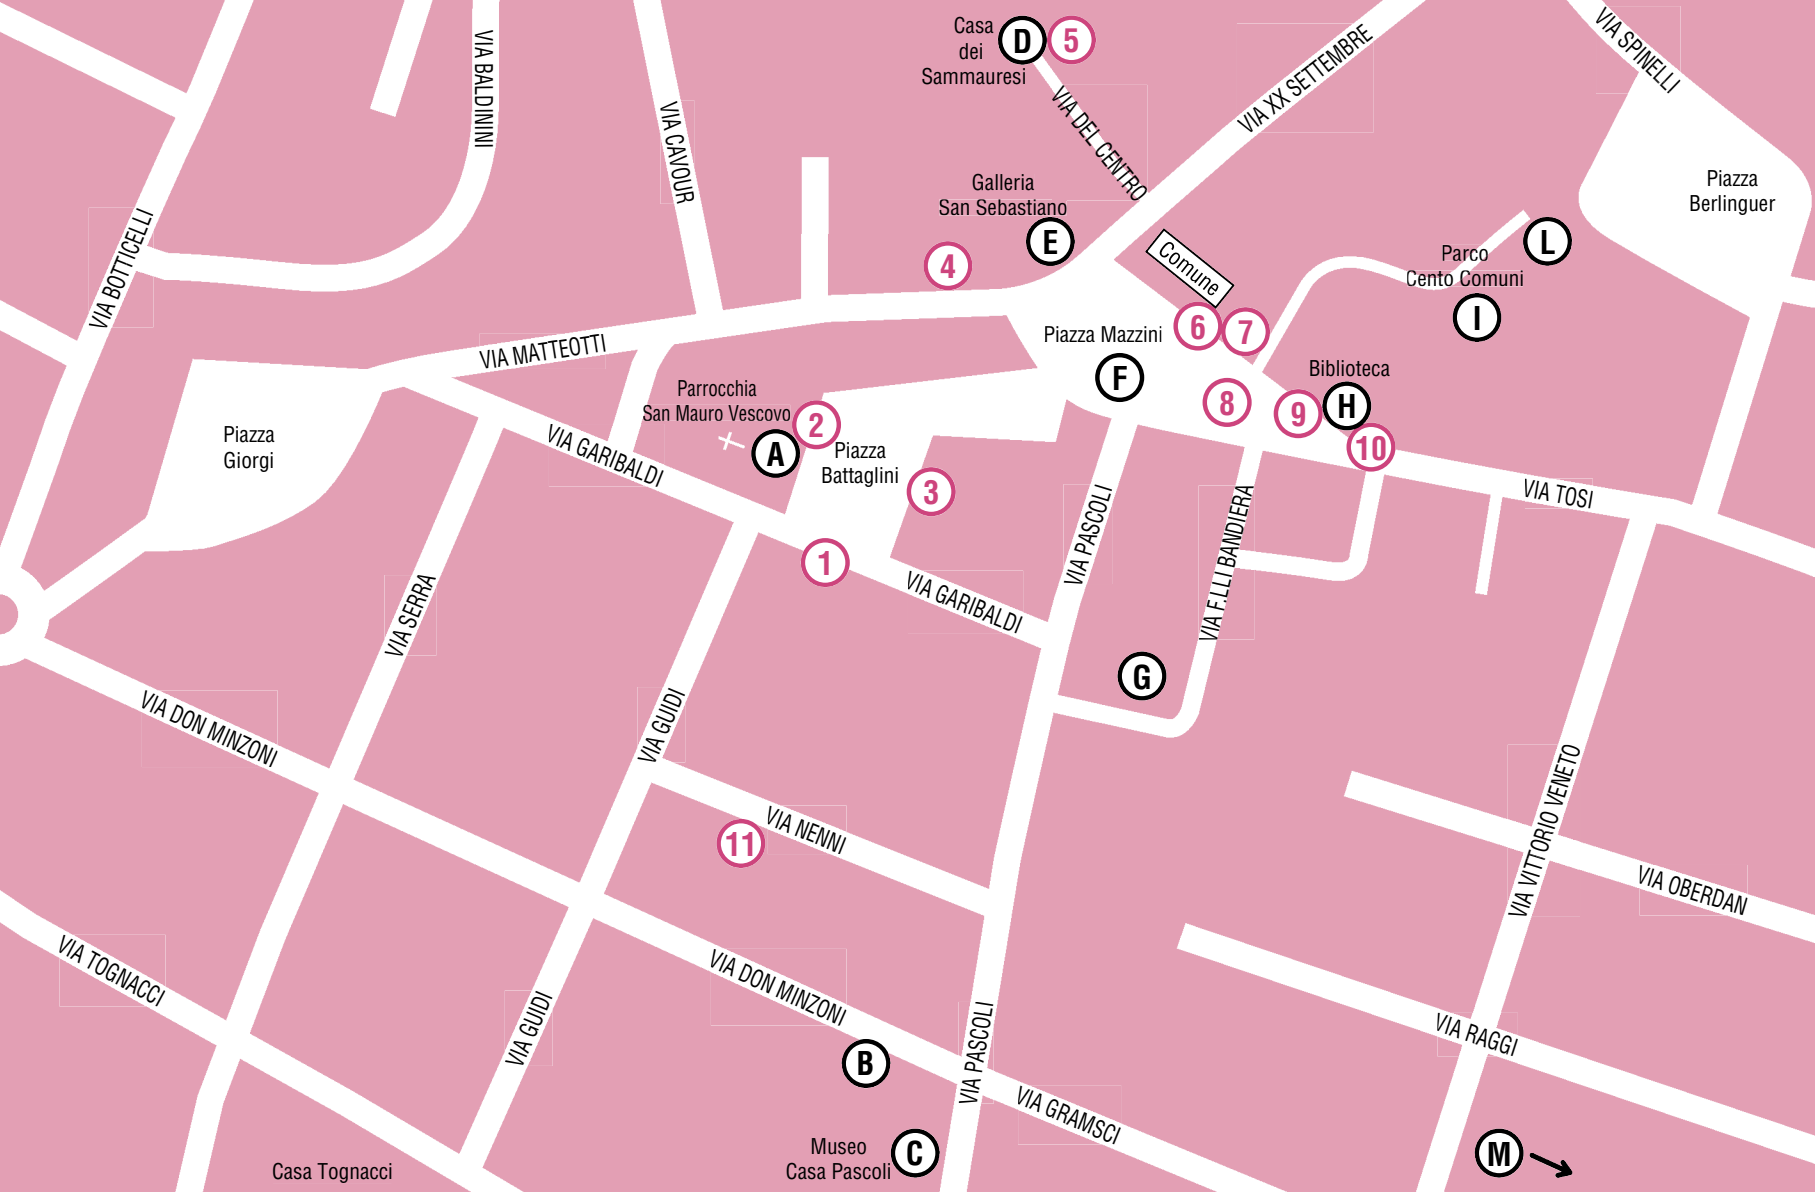 Casa
dei
Sammauresi
D
5
VIA SPINELLI
VIA BALDININI
VIA XX SETTEMBRE
VIA CAVOUR
VIA DEL CENTRO
Piazza
Berlinguer
Galleria
San Sebastiano
E
VIA BOTTICELLI
4
Comune
L
Parco
Cento Comuni
I
6
7
Piazza Mazzini
F
VIA MATTEOTTI
Biblioteca
H
8
9
10
Parrocchia
San Mauro Vescovo
A
2
Piazza
Battaglini
3
Piazza
Giorgi
VIA GARIBALDI
VIA TOSI
1
VIA GARIBALDI
VIA PASCOLI
VIA F.LLI BANDIERA
VIA SERRA
G
VIA DON MINZONI
VIA GUIDI
VIA NENNI
11
VIA VITTORIO VENETO
VIA OBERDAN
VIA TOGNACCI
VIA DON MINZONI
VIA GUIDI
B
VIA PASCOLI
VIA RAGGI
VIA GRAMSCI
Museo
Casa Pascoli
C
M
Casa Tognacci